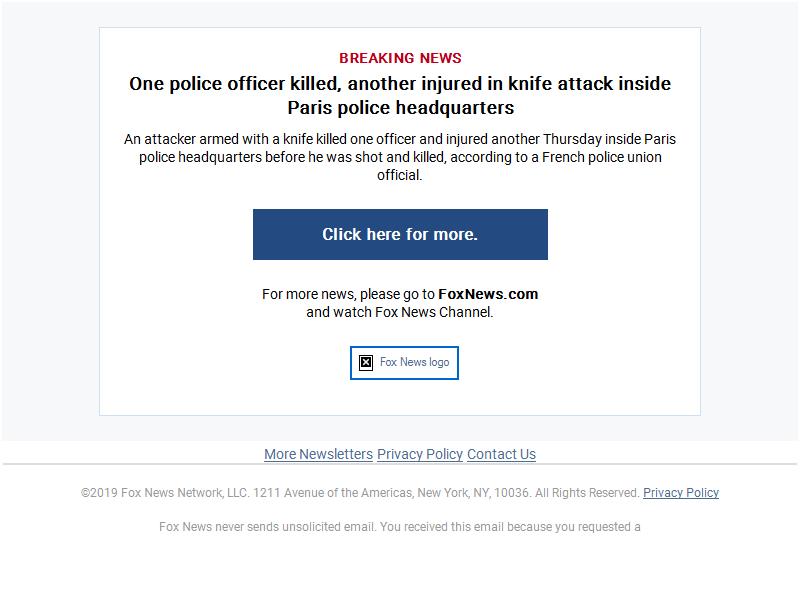 BREAKING NEWS
One police officer killed, another injured in knife attack inside
Paris police headquarters
An attacker armed with a knife killed one officer and injured another Thursday inside Paris
police headquarters before he was shot and killed, according to a French police union
official.
Click here for more.
For more news, please go to FoxNews.com
and watch Fox News Channel.
Fox News logo
More Newsletters Privacy Policy Contact Us
©2019 Fox News Network, LLC. 1211 Avenue of the Americas, New York, NY, 10036. All Rights Reserved. Privacy Policy
Fox News never sends unsolicited email. You received this email because you requested a